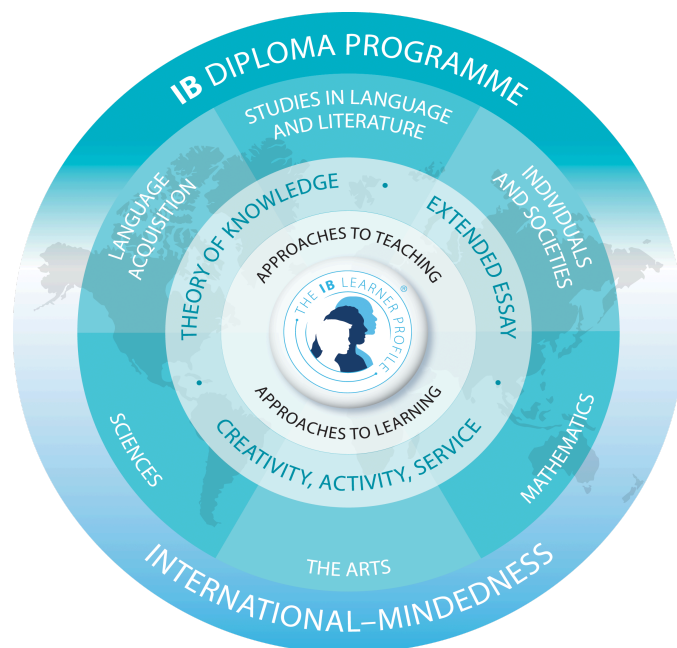 IB DIPLOMA PROGRAMME
STUDIES IN LANGUAGE
AND LITERATURE
LANGUAGE
ACQUISITION
INDIVIDUALS
AND SOCIETIES
THEORY OF KNOWLEDGE
•
EXTENDED ESSAY
APPROACHES TO TEACHING
• THE IB LEARNER PROFILE •
®
APPROACHES TO LEARNING
•
•
CREATIVITY, ACTIVITY, SERVICE
SCIENCES
MATHEMATICS
THE ARTS
INTERNATIONAL–MINDEDNESS